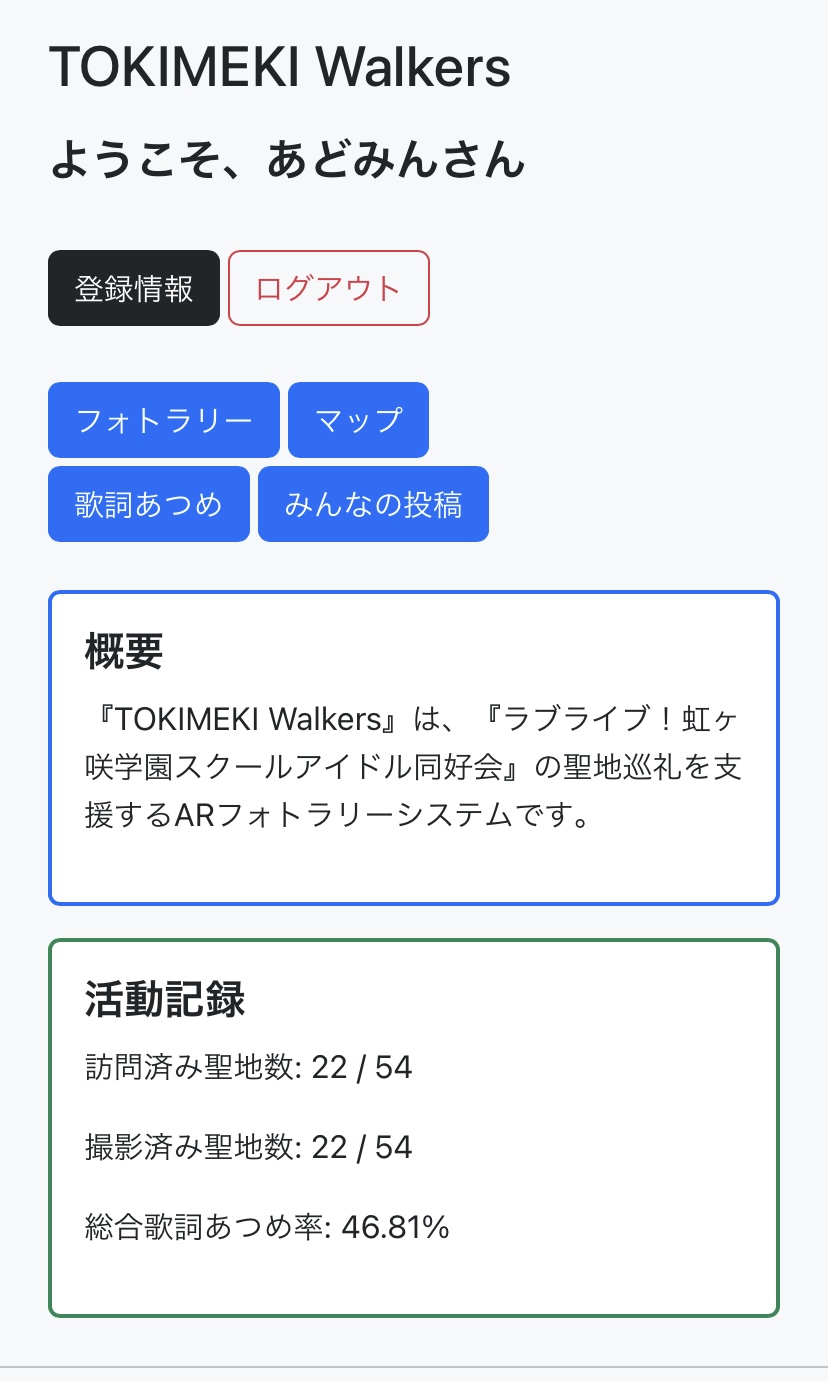 TOKIMEKI Walkers
ようこそ、あどみんさん
登録情報 ログアウト
フォトラリー マップ
歌詞あつめ みんなの投稿
概要
『TOKIMEKI Walkers』は、『ラブライブ！虹ヶ
咲学園スクールアイドル同好会』の聖地巡礼を支
援するARフォトラリーシステムです。
活動記録
訪問済み聖地数: 22 / 54
撮影済み聖地数: 22 / 54
総合歌詞あつめ率: 46.81%